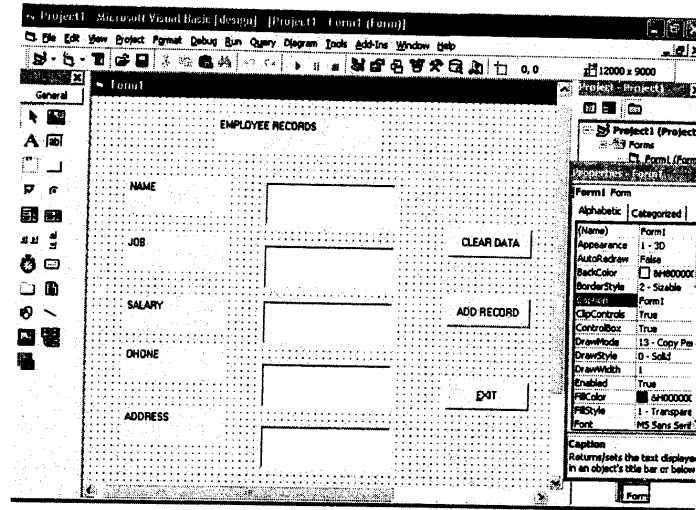 Project1 - Microsoft Visual Basic [design] - [Project1 - Form1 (Form)]
File Edit View Project Format Debug Run Query Diagram Tools Add-Ins Window Help
0, 0
12000 x 9000
General
Form1
EMPLOYEE RECORDS
NAME
JOB
SALARY
OHONE
ADDRESS
CLEAR DATA
ADD RECORD
EXIT
Project - Project1
Project1 (Project
Forms
Form1 (Form
Properties - Form1
Form1 Form
Alphabetic Categorized
(Name) Form1
Appearance 1 - 3D
AutoRedraw False
BackColor &H800000
BorderStyle 2 - Sizable
Caption Form1
ClipControls True
ControlBox True
DrawMode 13 - Copy Per
DrawStyle 0 - Solid
DrawWidth 1
Enabled True
FillColor &H000000
FillStyle 1 - Transpare
Font MS Sans Serif
Caption
Returns/sets the text displayed
in an object's title bar or below
Form